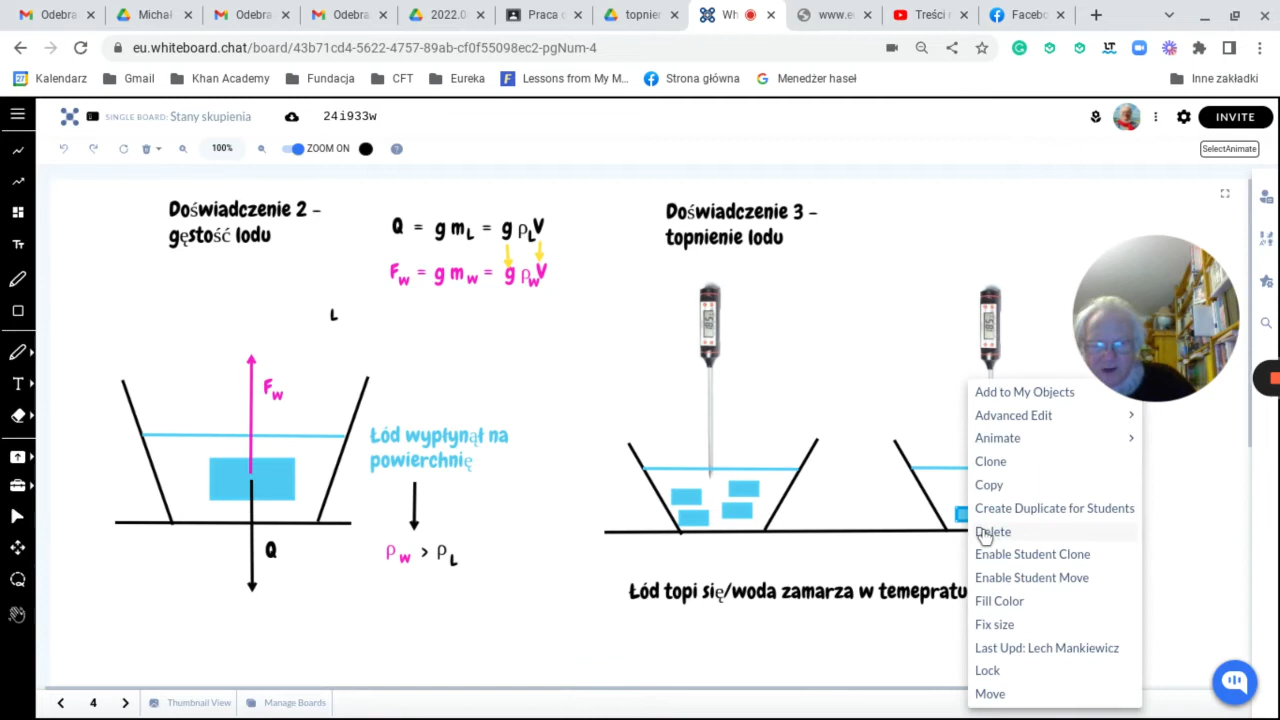 Odebra
Michał
Odebra
Odebra
2022.0
Praca c
topnier
Wh
www.eu
Treści r
Faceboo
eu.whiteboard.chat/board/43b71cd4-5622-4757-89ab-cf0f55098ec2-pgNum-4
Kalendarz
Gmail
Khan Academy
Fundacja
CFT
Eureka
Lessons from My M...
Strona główna
Menedżer haseł
Inne zakładki
SINGLE BOARD: Stany skupienia
24i933w
INVITE
100%
ZOOM ON
SelectAnimate
Doświadczenie 2 –
gęstość lodu
Q = g mL = g ρLV
FW = g mW = g ρWV
L
FW
Łód wypłynął na
powierzchnię
Q
ρW > ρL
Doświadczenie 3 –
topnienie lodu
Łód topi się/woda zamarza w temepratu
Add to My Objects
Advanced Edit
Animate
Clone
Copy
Create Duplicate for Students
Delete
Enable Student Clone
Enable Student Move
Fill Color
Fix size
Last Upd: Lech Mankiewicz
Lock
Move
4
Thumbnail View
Manage Boards